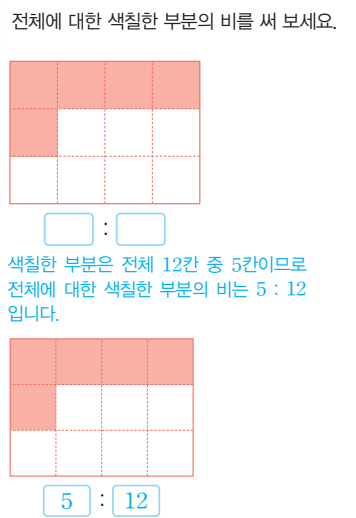 전체에 대한 색칠한 부분의 비를 써 보세요.
:
색칠한 부분은 전체 12칸 중 5칸이므로
전체에 대한 색칠한 부분의 비는 5 : 12
입니다.
5 : 12